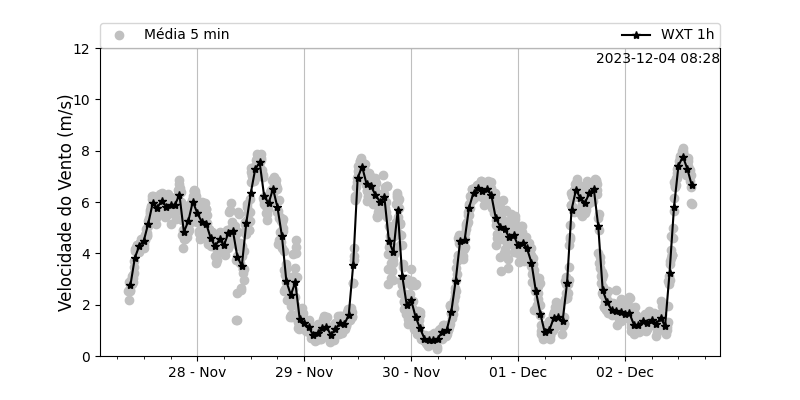 Média 5 min
WXT 1h
2023-12-04 08:28
Velocidade do Vento (m/s)
12
10
8
6
4
2
0
28 - Nov
29 - Nov
30 - Nov
01 - Dec
02 - Dec